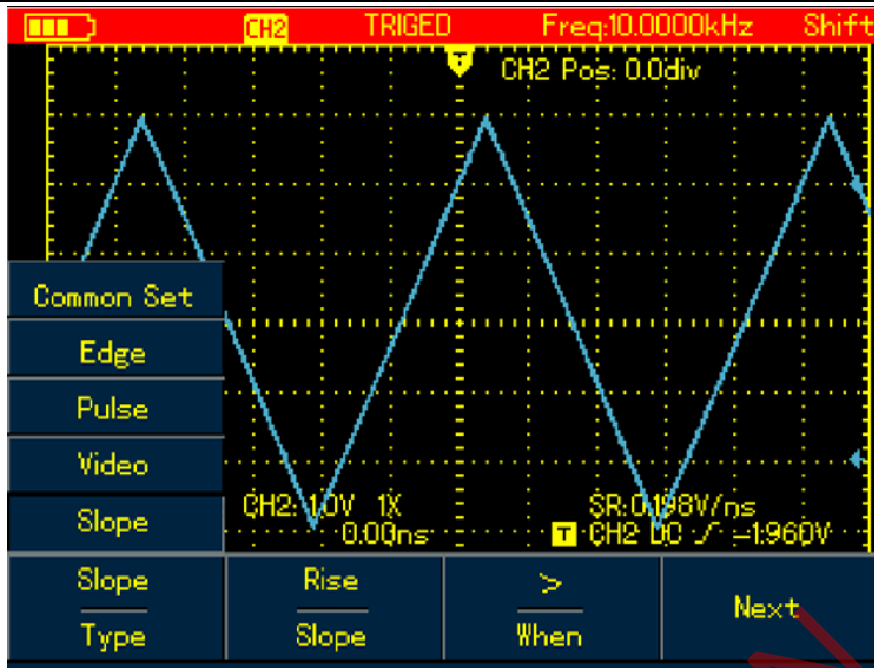 CH2 TRIGED Freq:10.0000kHz Shift
T
CH2 Pos: 0.0div
Common Set
Edge
Pulse
Video
Slope
CH2: 1.0V 1X SR:0.198V/ns
0.00ns T CH2 DC -1.960V
Slope Rise > Next
Type Slope When